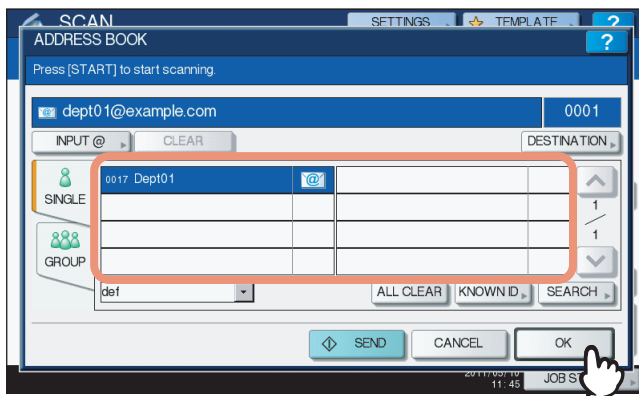 SCAN
SETTINGS
TEMPLATE
?
ADDRESS BOOK
?
Press [START] to start scanning.
dept01@example.com
0001
INPUT @
CLEAR
DESTINATION
SINGLE
0017 Dept01
@
1
1
GROUP
def
ALL CLEAR
KNOWN ID
SEARCH
SEND
CANCEL
OK
11:45
JOB ST